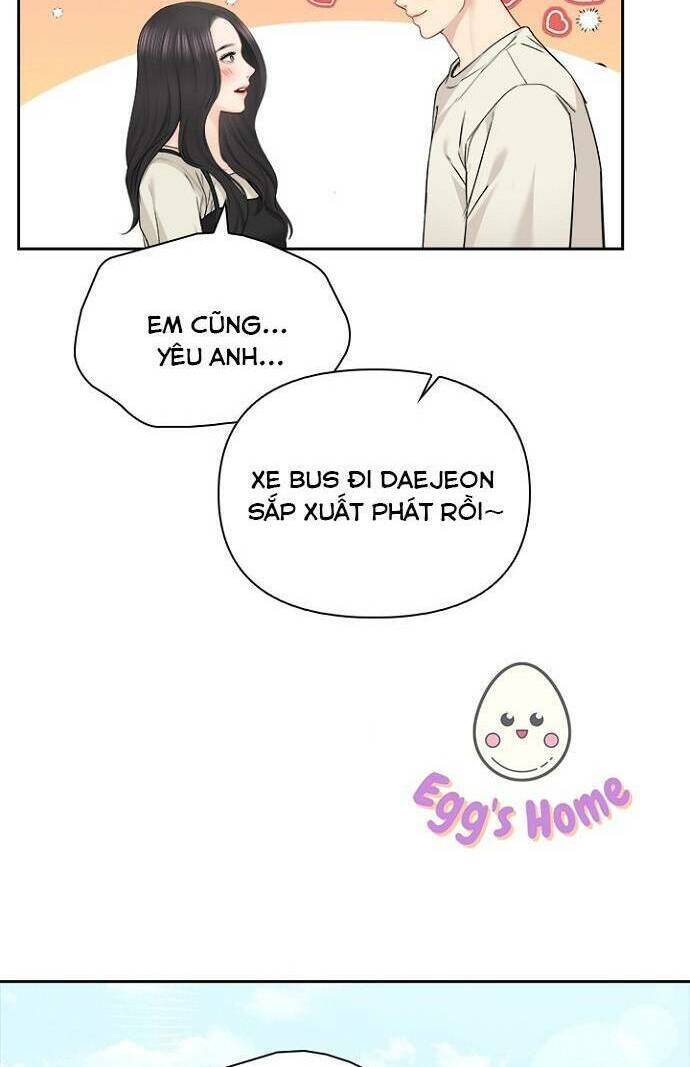 EM CŨNG...
YÊU ANH...
XE BUS ĐI DAEJEON
SẮP XUẤT PHÁT RỒI~
Egg's Home